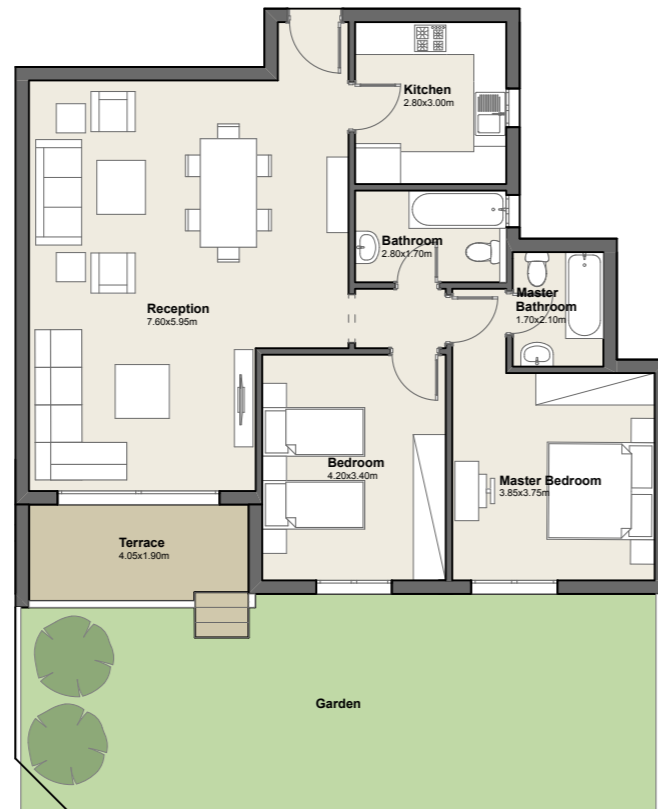 Kitchen
2.80x3.00m
Bathroom
2.80x1.70m
Master
Bathroom
1.70x2.10m
Reception
7.60x5.95m
Bedroom
4.20x3.40m
Master Bedroom
3.85x3.75m
Terrace
4.05x1.90m
Garden